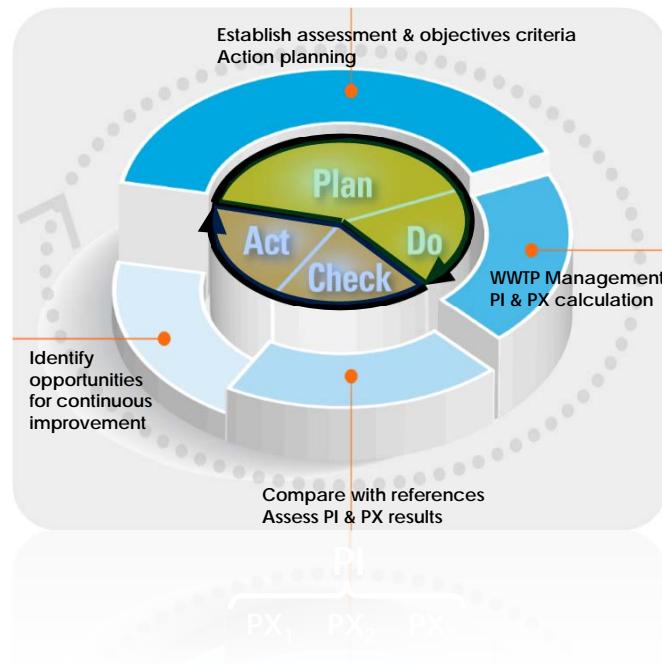 Establish assessment & objectives criteria
Action planning
Plan
Act
Do
Check
WWTP Management
PI & PX calculation
Identify
opportunities
for continuous
improvement
Compare with references
Assess PI & PX results
PI
PX1 PX2 PX